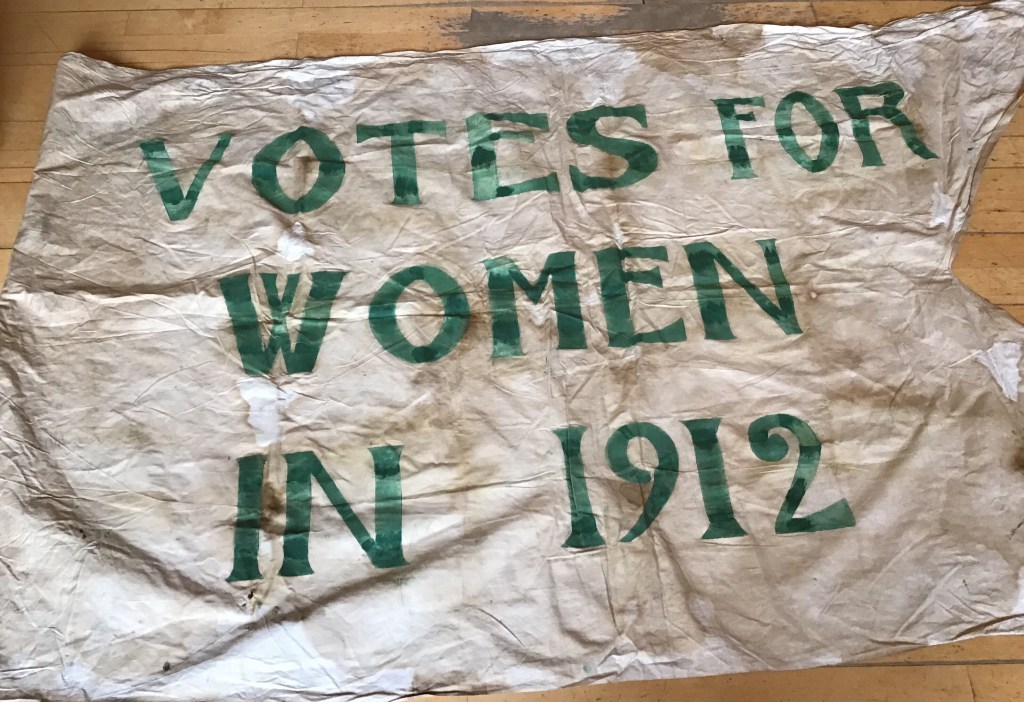 VOTES FOR
WOMEN
IN 1912